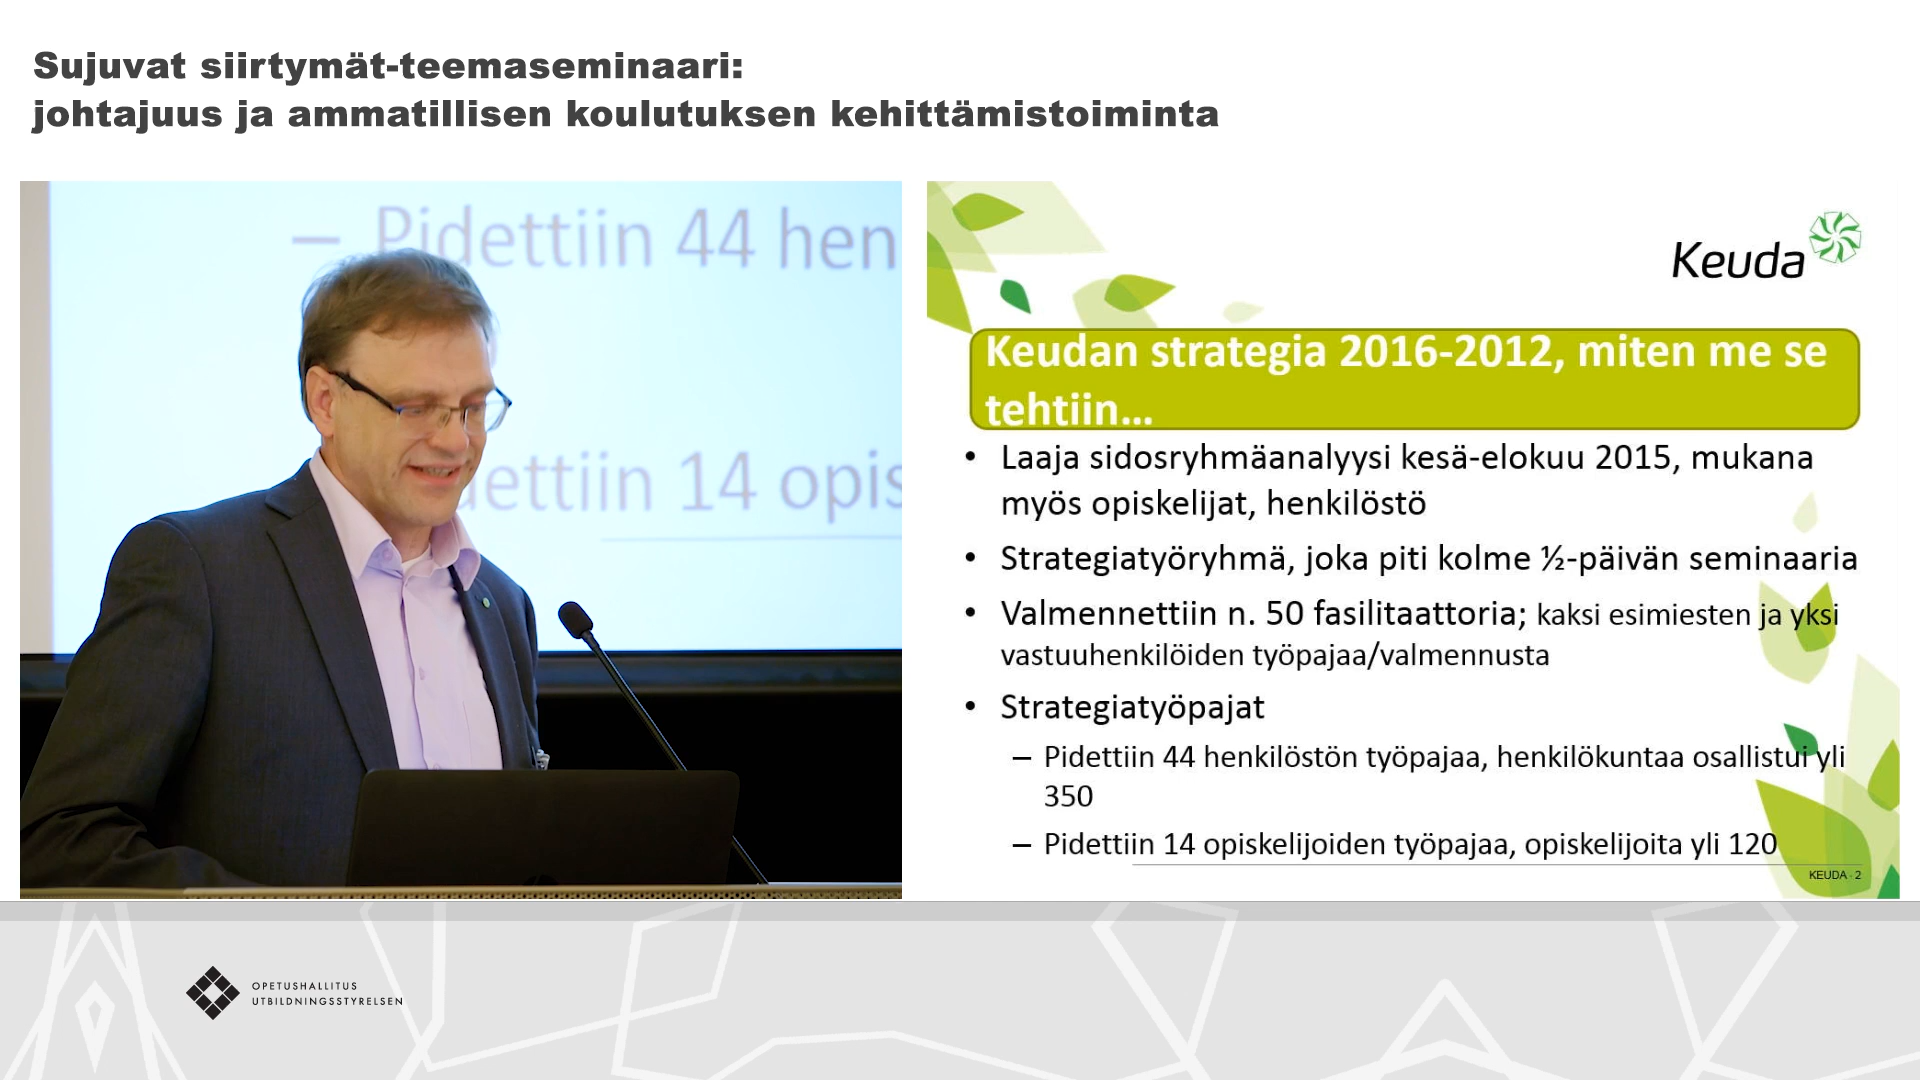 Sujuvat siirtymät-teemaseminaari:
johtajuus ja ammatillisen koulutuksen kehittämistoiminta
– Pidettiin 44 hen
dettiin 14 opis
Keuda
Keudan strategia 2016-2012, miten me se
tehtiin…
• Laaja sidosryhmäanalyysi kesä-elokuu 2015, mukana
myös opiskelijat, henkilöstö
• Strategiatyöryhmä, joka piti kolme ½-päivän seminaaria
• Valmennettiin n. 50 fasilitaattoria; kaksi esimiesten ja yksi
vastuuhenkilöiden työpajaa/valmennusta
• Strategiatyöpajat
– Pidettiin 44 henkilöstön työpajaa, henkilökuntaa osallistui yli
350
– Pidettiin 14 opiskelijoiden työpajaa, opiskelijoita yli 120
KEUDA - 2
OPETUSHALLITUS
UTBILDNINGSSTYRELSEN